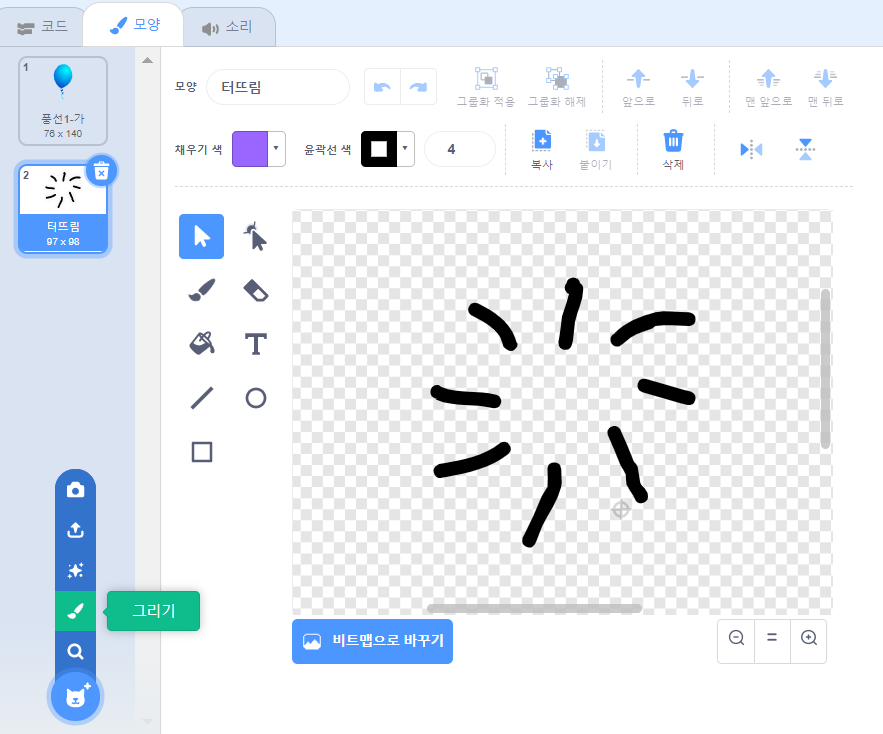 코드
모양
소리
1
풍선1-가
76 x 140
2
터뜨림
97 x 98
모양
터뜨림
그룹화 적용
그룹화 해제
앞으로
뒤로
맨 앞으로
맨 뒤로
채우기 색
윤곽선 색
4
복사
붙이기
삭제
그리기
비트맵으로 바꾸기